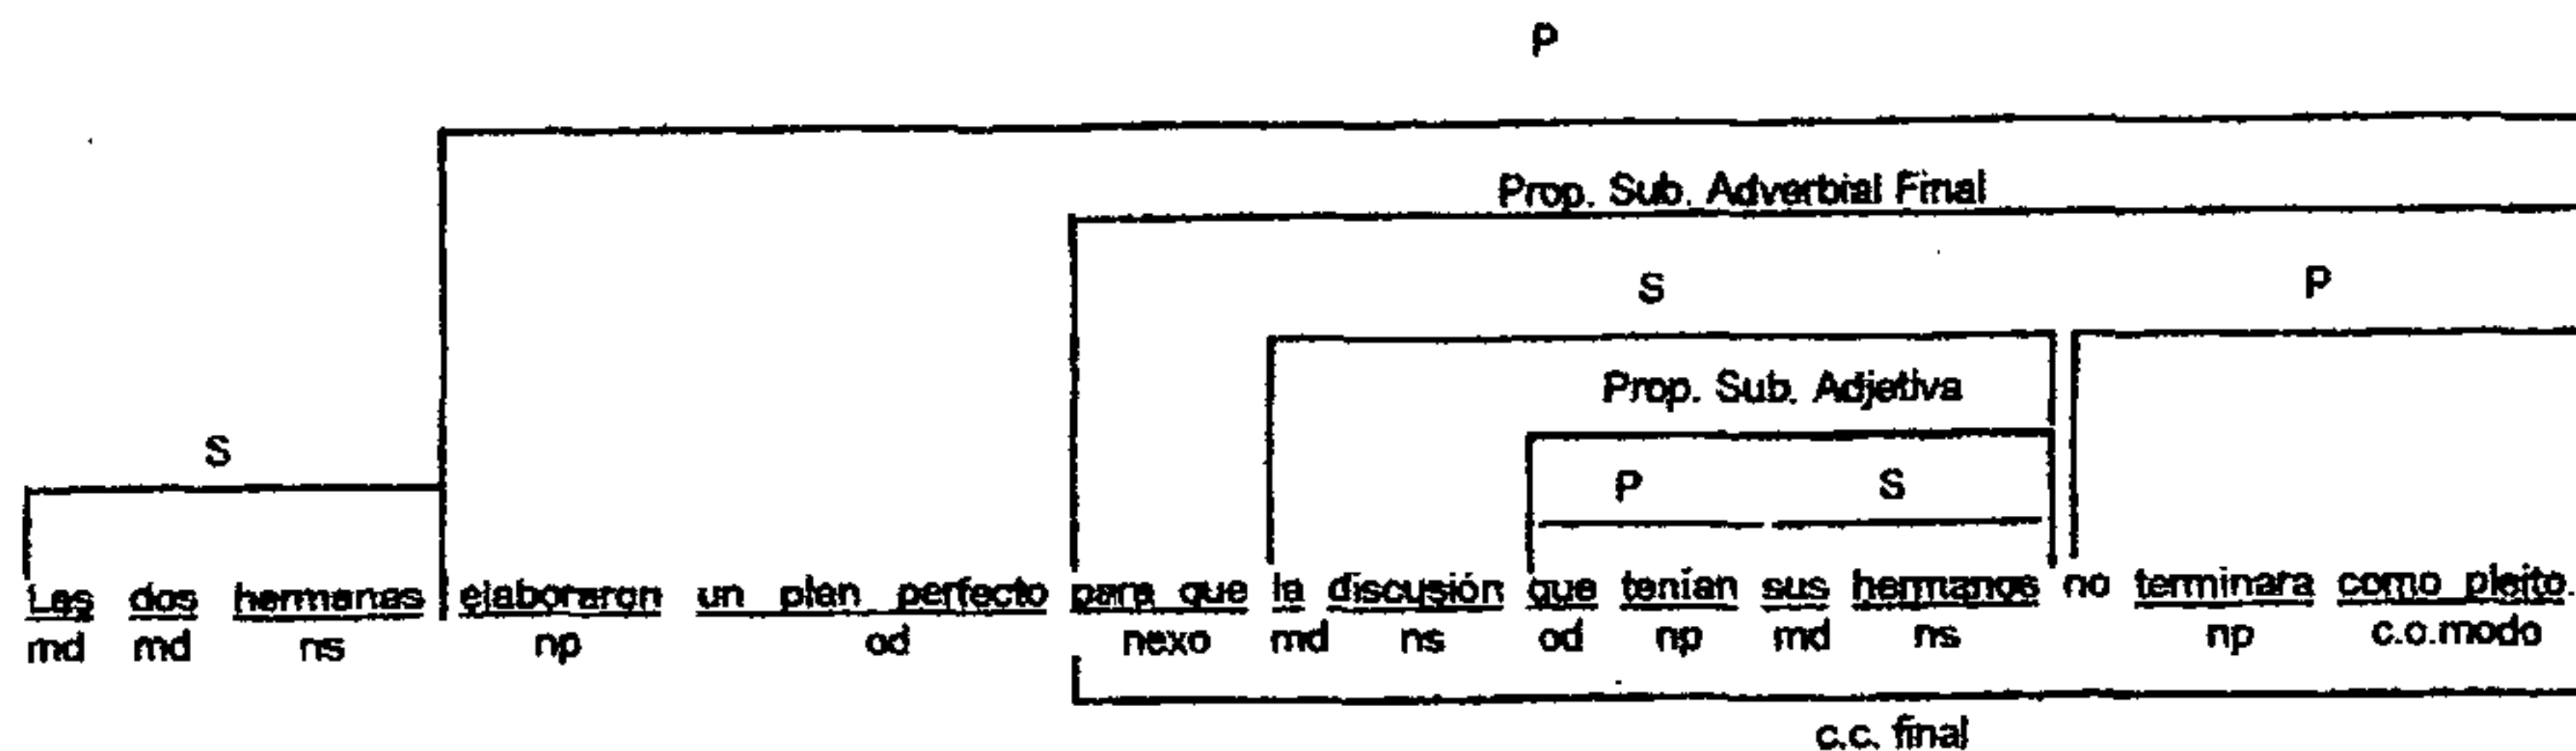 P
Prop. Sub. Adverbial Final
S P
Prop. Sub. Adjetiva
S
P S
Las dos hermanas elaboraron un plan perfecto para que la discusión que tenían sus hermanos no terminara como pleito.
md md ns np od nexo md ns od np md ns np c.c.modo
c.c. final